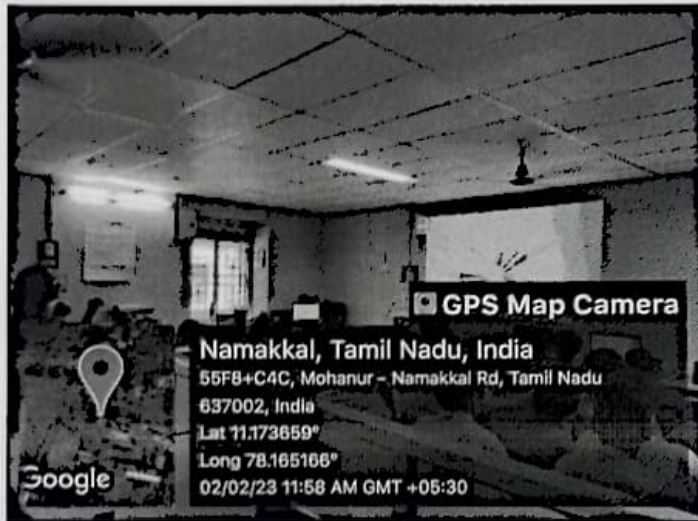 GPS Map Camera
Namakkal, Tamil Nadu, India
55F8+C4C, Mohanur - Namakkal Rd, Tamil Nadu
637002, India
Lat 11.173659°
Long 78.165166°
02/02/23 11:58 AM GMT +05:30
Google